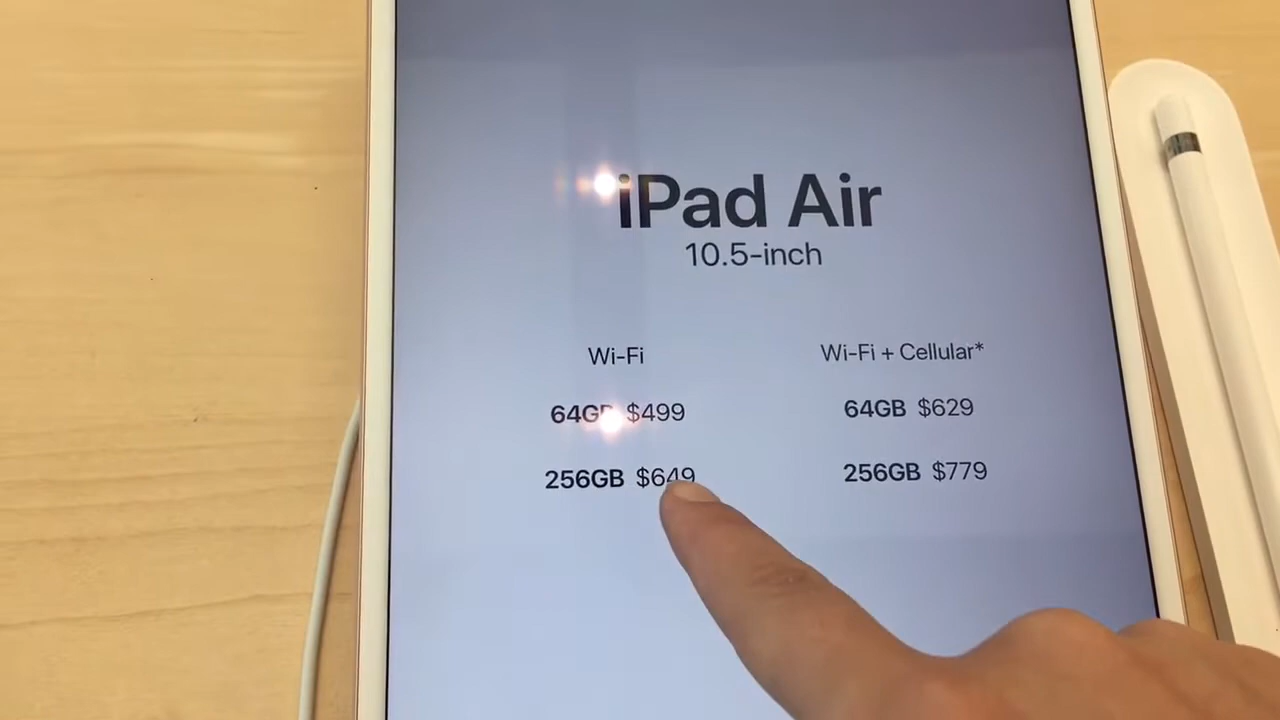 iPad Air
10.5-inch
Wi-Fi
64GB $499
256GB $649
Wi-Fi + Cellular*
64GB $629
256GB $779